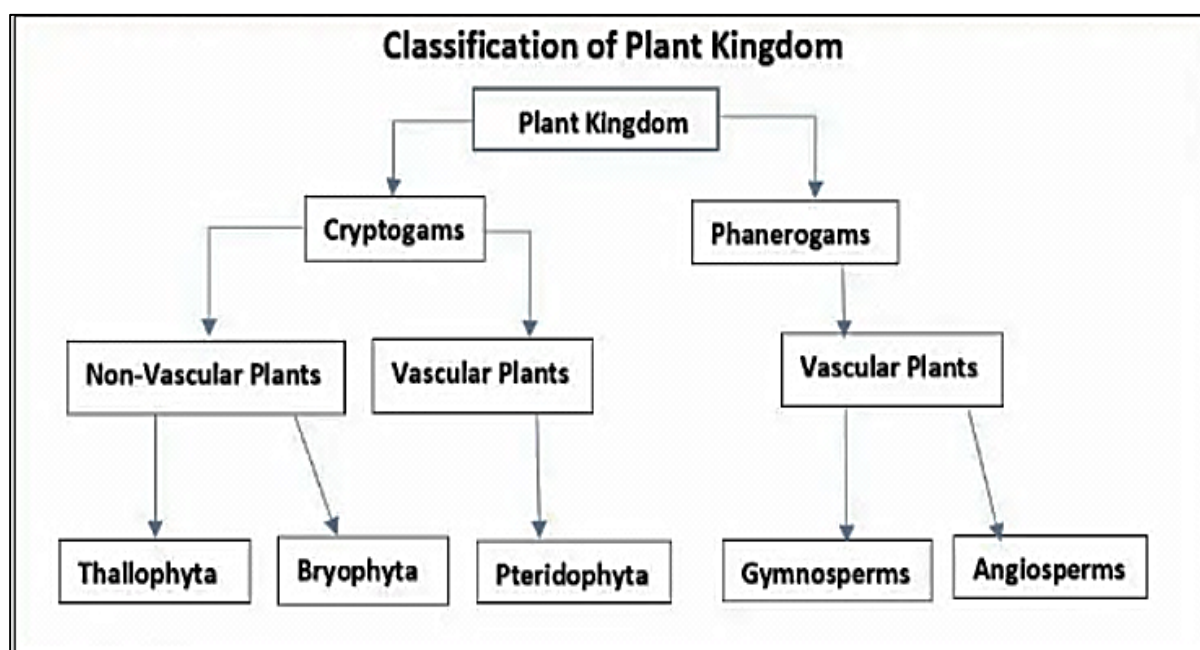 Classification of Plant Kingdom
Plant Kingdom
Cryptogams
Phanerogams
Non-Vascular Plants
Vascular Plants
Vascular Plants
Thallophyta
Bryophyta
Pteridophyta
Gymnosperms
Angiosperms